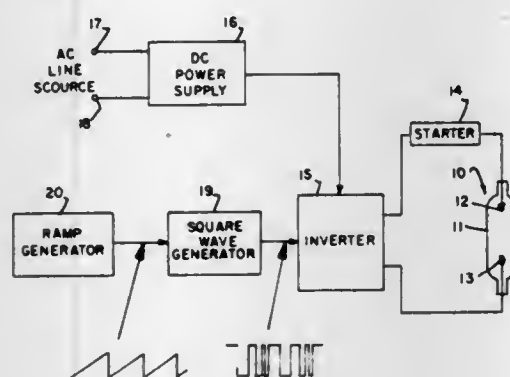 17
16
AC
LINE
SCOURCE
DC
POWER
SUPPLY
18
14
STARTER
15
10
12
20
19
11
RAMP
GENERATOR
SQUARE
WAVE
GENERATOR
INVERTER
13